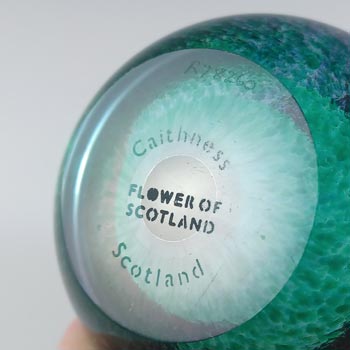 Caithness
FLOWER OF
SCOTLAND
Scotland